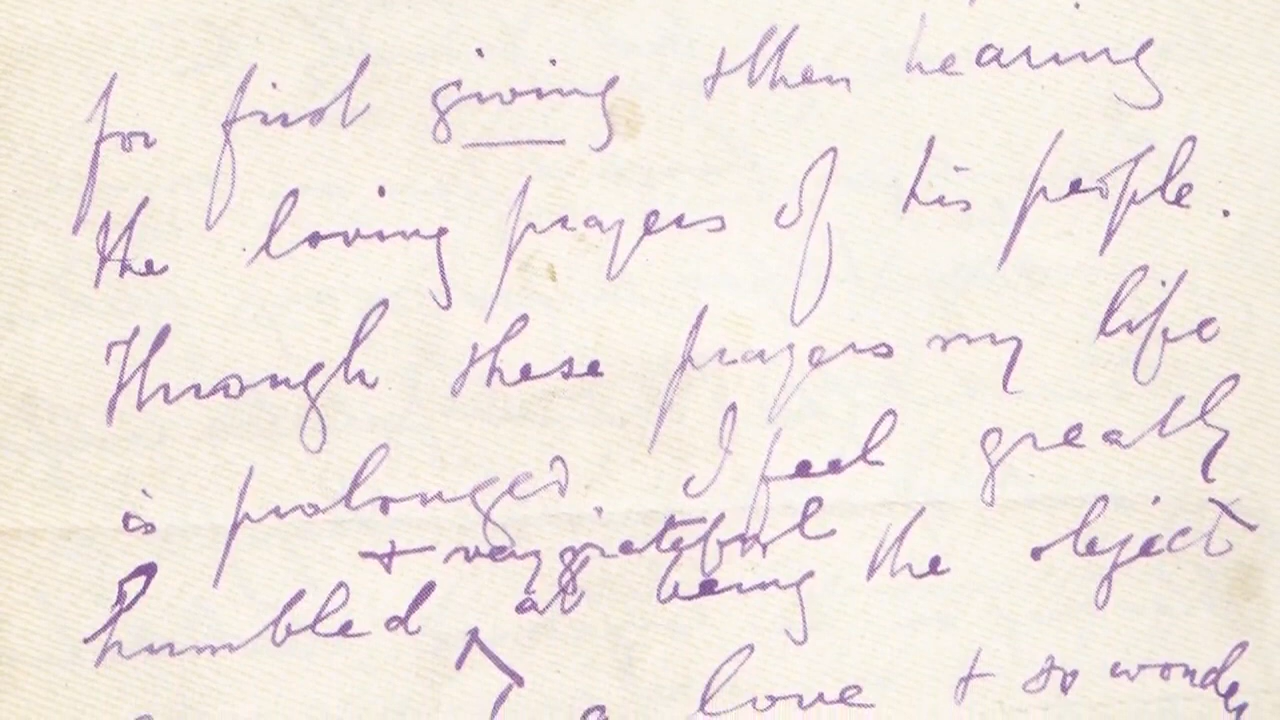 for first giving & then hearing
the loving prayers of his people.
Through these prayers my life
is prolonged. I feel greatly
+ very grateful
humbled ^ at being the object
love + so wonder